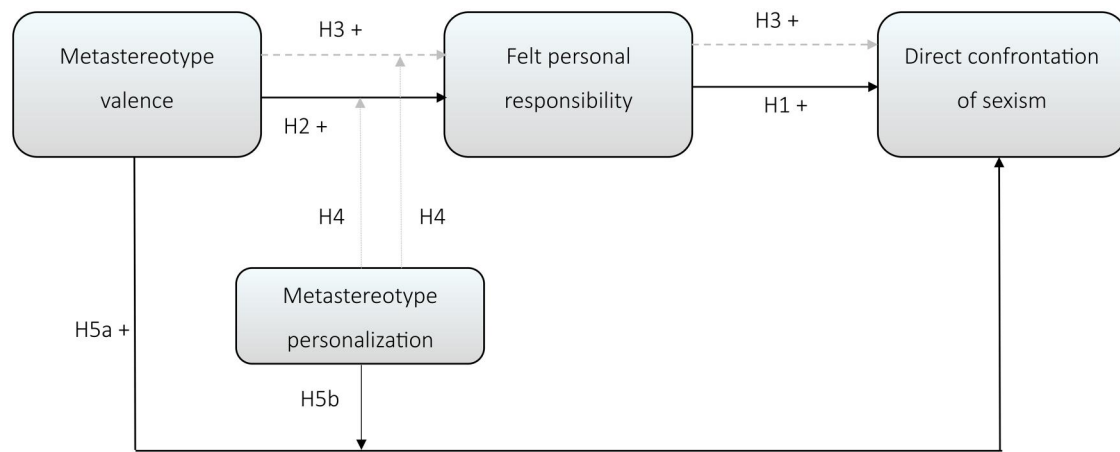 H3 +
H3 +
Metastereotype
valence
Felt personal
responsibility
Direct confrontation
of sexism
H2 +
H1 +
H4
H4
Metastereotype
personalization
H5a +
H5b